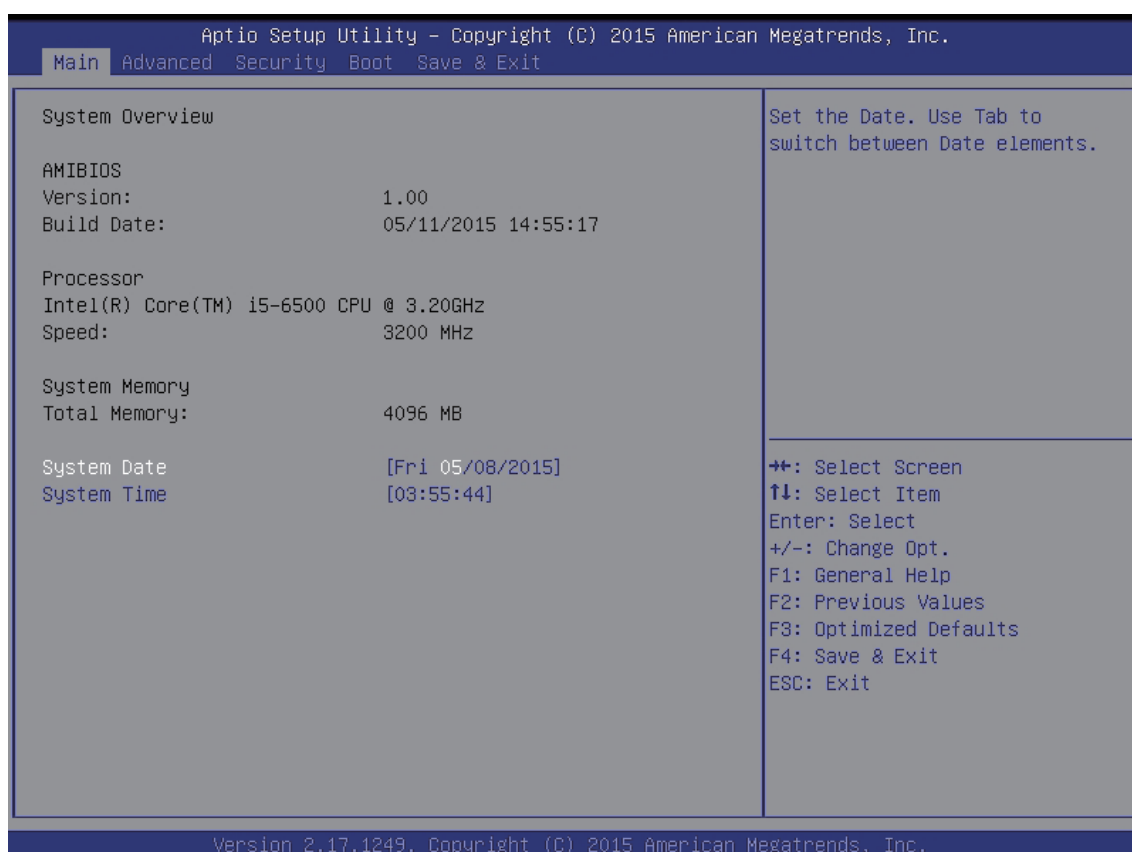 Aptio Setup Utility – Copyright (C) 2015 American Megatrends, Inc.
Main Advanced Security Boot Save & Exit
System Overview
AMIBIOS
Version: 1.00
Build Date: 05/11/2015 14:55:17
Processor
Intel(R) Core(TM) i5-6500 CPU @ 3.20GHz
Speed: 3200 MHz
System Memory
Total Memory: 4096 MB
System Date [Fri 05/08/2015]
System Time [03:55:44]
Set the Date. Use Tab to
switch between Date elements.
→←: Select Screen
↑↓: Select Item
Enter: Select
+/-: Change Opt.
F1: General Help
F2: Previous Values
F3: Optimized Defaults
F4: Save & Exit
ESC: Exit
Version 2.17.1249. Copyright (C) 2015 American Megatrends, Inc.